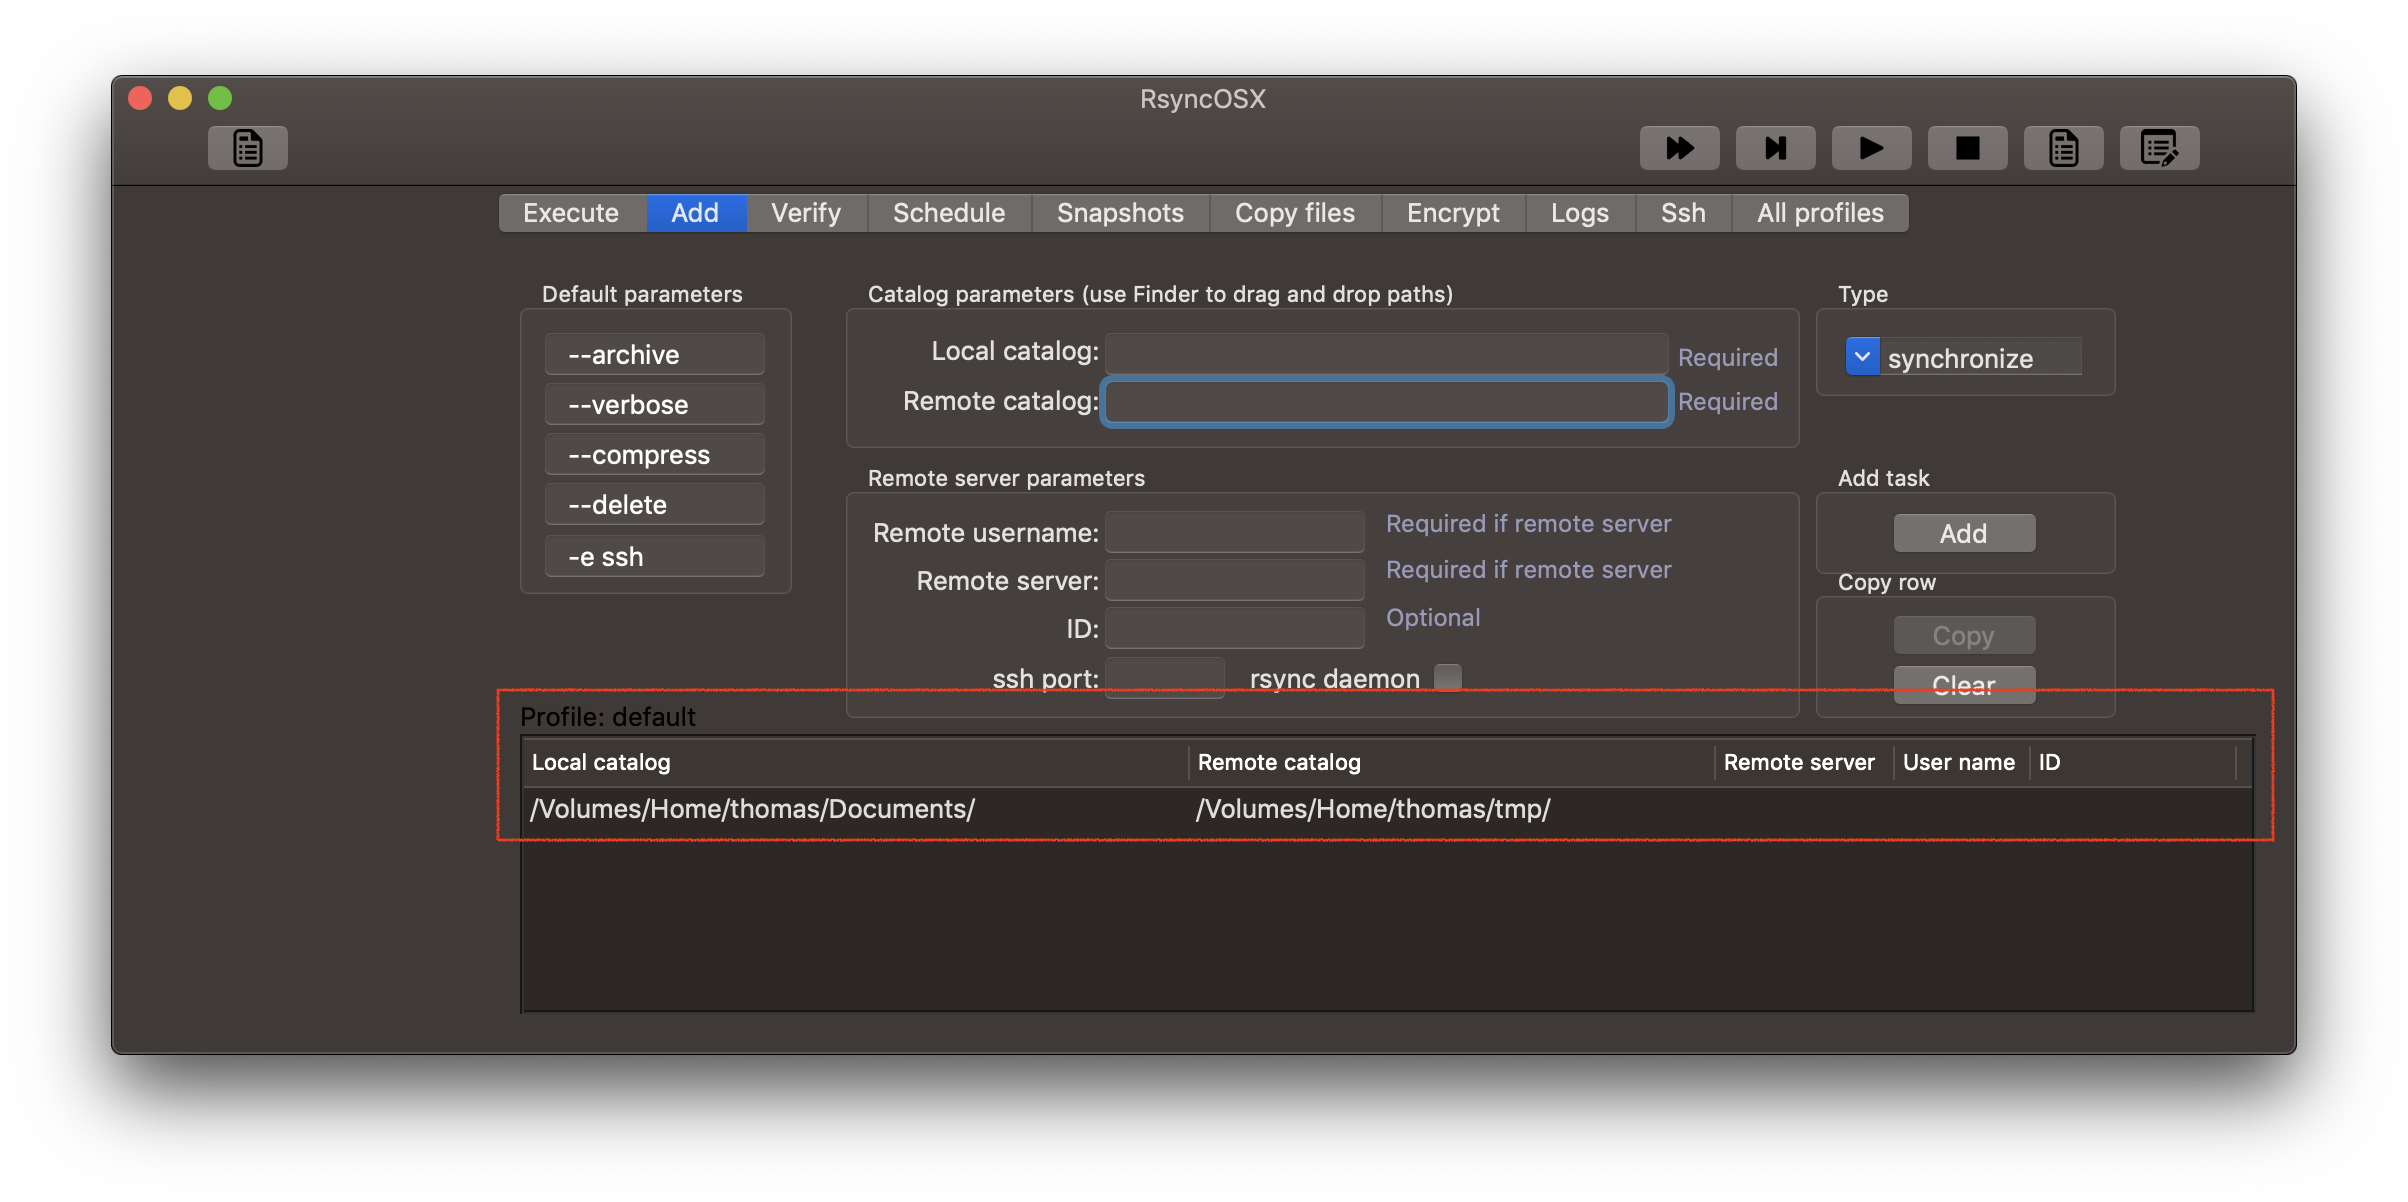 RsyncOSX
Execute Add Verify Schedule Snapshots Copy files Encrypt Logs Ssh All profiles
Default parameters
--archive
--verbose
--compress
--delete
-e ssh
Catalog parameters (use Finder to drag and drop paths)
Local catalog: Required
Remote catalog: Required
Remote server parameters
Remote username: Required if remote server
Remote server: Required if remote server
ID: Optional
ssh port: rsync daemon
Type
synchronize
Add task
Add
Copy row
Copy
Clear
Profile: default
Local catalog Remote catalog Remote server User name ID
/Volumes/Home/thomas/Documents/ /Volumes/Home/thomas/tmp/